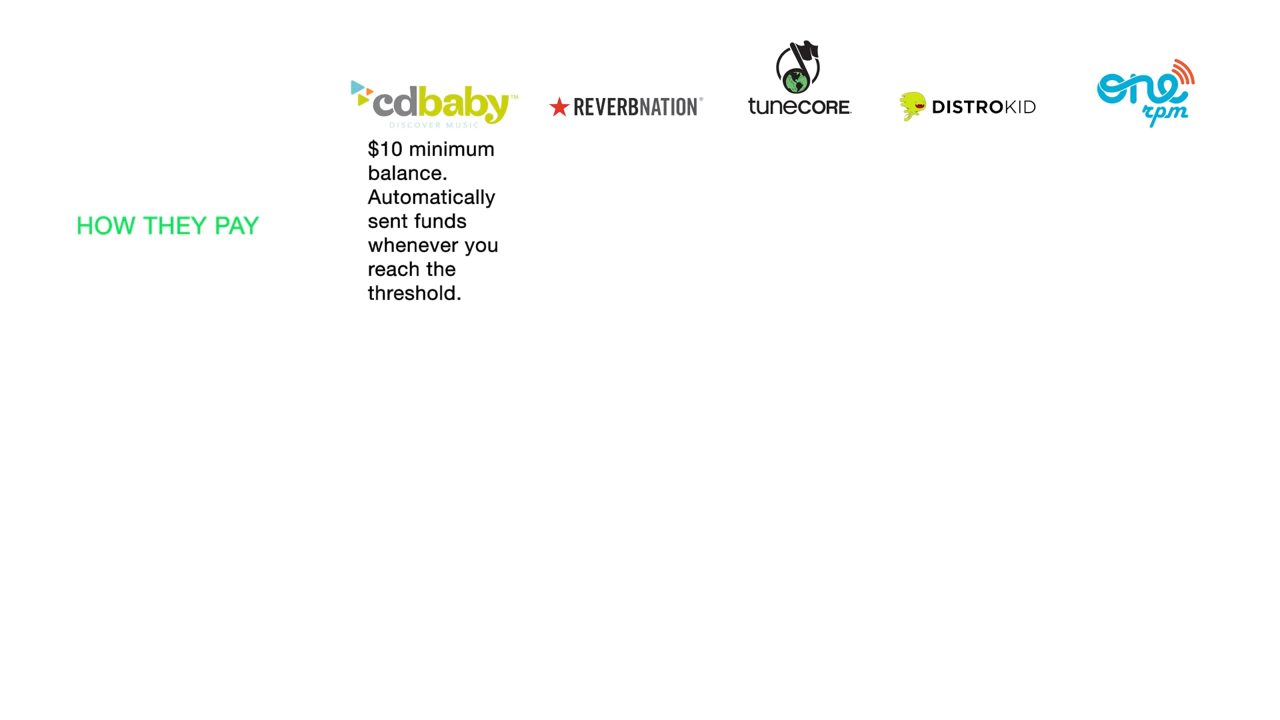 cdbaby™
DISCOVER MUSIC
REVERBNATION®
tuneCORE
DISTROKID
one
rpm
$10 minimum
balance.
Automatically
sent funds
whenever you
reach the
threshold.
HOW THEY PAY